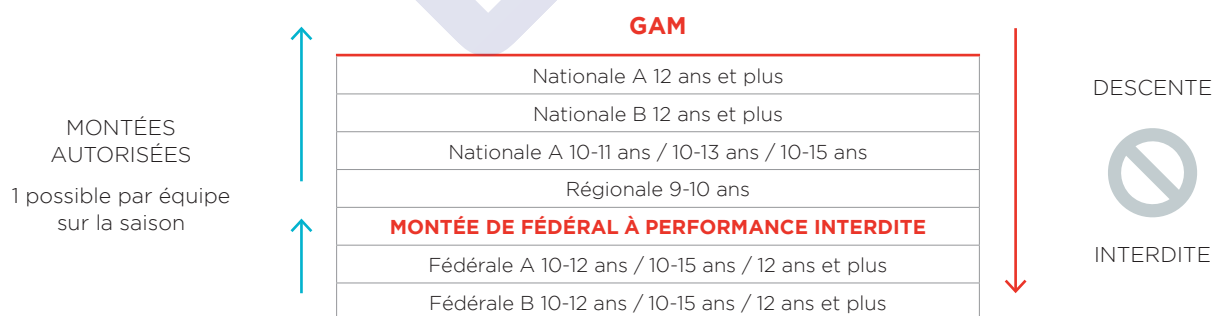 GAM
MONTÉES
AUTORISÉES
1 possible par équipe
sur la saison
Nationale A 12 ans et plus
Nationale B 12 ans et plus
Nationale A 10-11 ans / 10-13 ans / 10-15 ans
Régionale 9-10 ans
MONTÉE DE FÉDÉRAL À PERFORMANCE INTERDITE
Fédérale A 10-12 ans / 10-15 ans / 12 ans et plus
Fédérale B 10-12 ans / 10-15 ans / 12 ans et plus
DESCENTE
INTERDITE